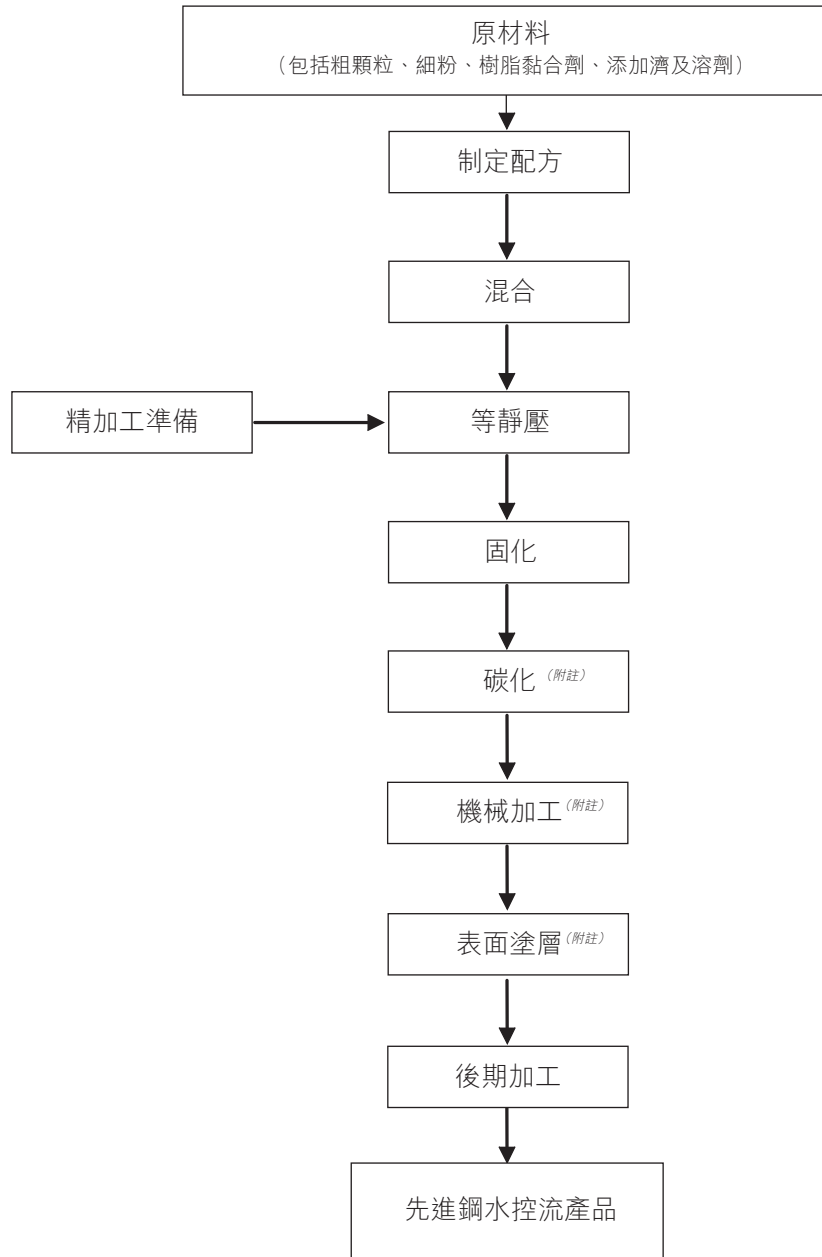 原材料
（包括粗顆粒、細粉、樹脂黏合劑、添加濟及溶劑）
制定配方
混合
精加工準備
等靜壓
固化
碳化（附註）
機械加工（附註）
表面塗層（附註）
後期加工
先進鋼水控流產品